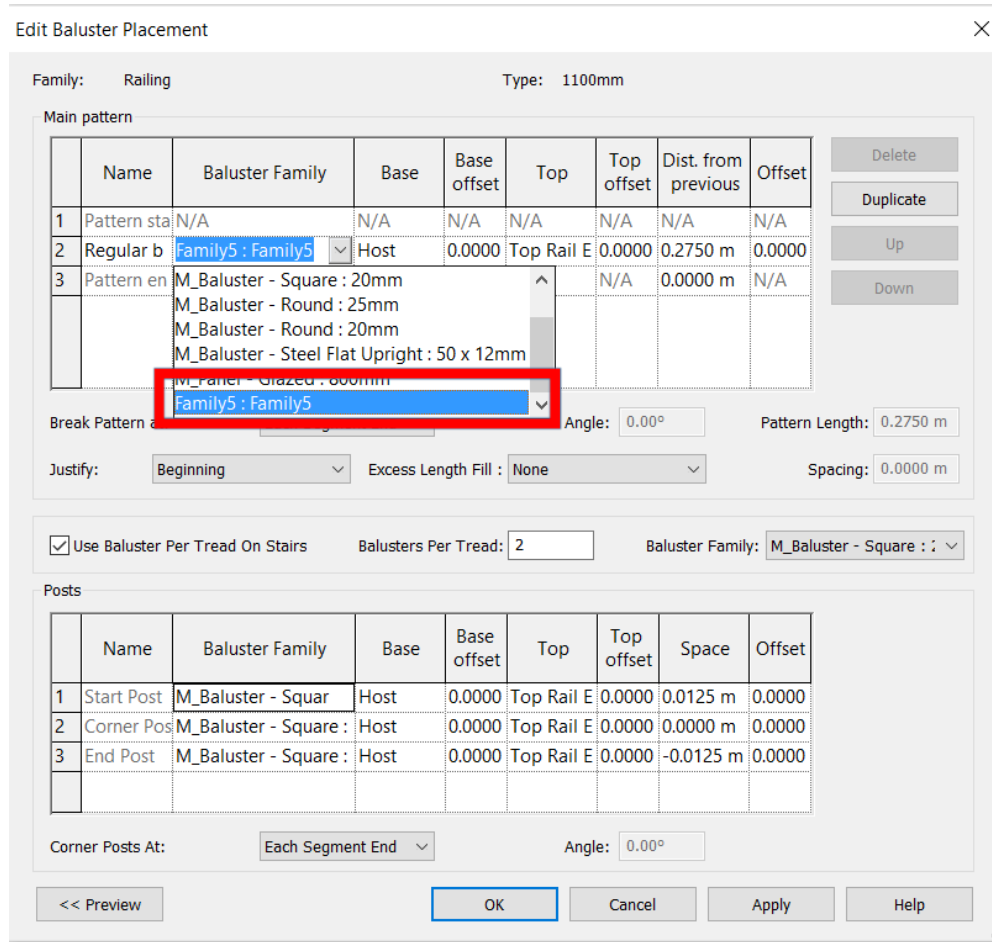 Edit Baluster Placement
Family: Railing Type: 1100mm
Main pattern
Name Baluster Family Base Base offset Top Top offset Dist. from previous Offset Delete
Duplicate
1 Pattern sta N/A N/A N/A N/A N/A N/A N/A
2 Regular b Family5 : Family5 Host 0.0000 Top Rail E 0.0000 0.2750 m 0.0000 Up
3 Pattern en M_Baluster - Square : 20mm N/A 0.0000 m N/A Down
M_Baluster - Round : 25mm
M_Baluster - Round : 20mm
M_Baluster - Steel Flat Upright : 50 x 12mm
M_Panel - Glazed : 800mm
Family5 : Family5
Break Pattern a Angle: 0.00° Pattern Length: 0.2750 m
Justify: Beginning Excess Length Fill : None Spacing: 0.0000 m
Use Baluster Per Tread On Stairs Balusters Per Tread: 2 Baluster Family: M_Baluster - Square : 2
Posts
Name Baluster Family Base Base offset Top Top offset Space Offset
1 Start Post M_Baluster - Squar Host 0.0000 Top Rail E 0.0000 0.0125 m 0.0000
2 Corner Pos M_Baluster - Square : Host 0.0000 Top Rail E 0.0000 0.0000 m 0.0000
3 End Post M_Baluster - Square : Host 0.0000 Top Rail E 0.0000 -0.0125 m 0.0000
Corner Posts At: Each Segment End Angle: 0.00°
<< Preview OK Cancel Apply Help